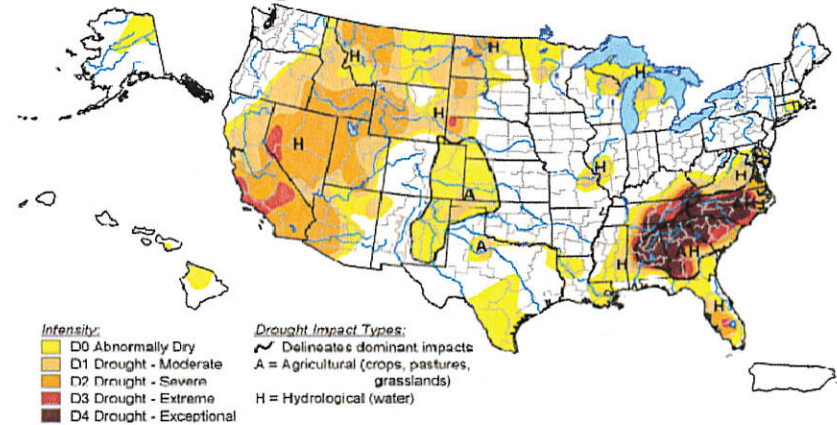 H
H
H
H
H
H
H
A
A
H
H
H
H
Intensity:
D0 Abnormally Dry
D1 Drought - Moderate
D2 Drought - Severe
D3 Drought - Extreme
D4 Drought - Exceptional
Drought Impact Types:
Delineates dominant impacts
A = Agricultural (crops, pastures,
grasslands)
H = Hydrological (water)